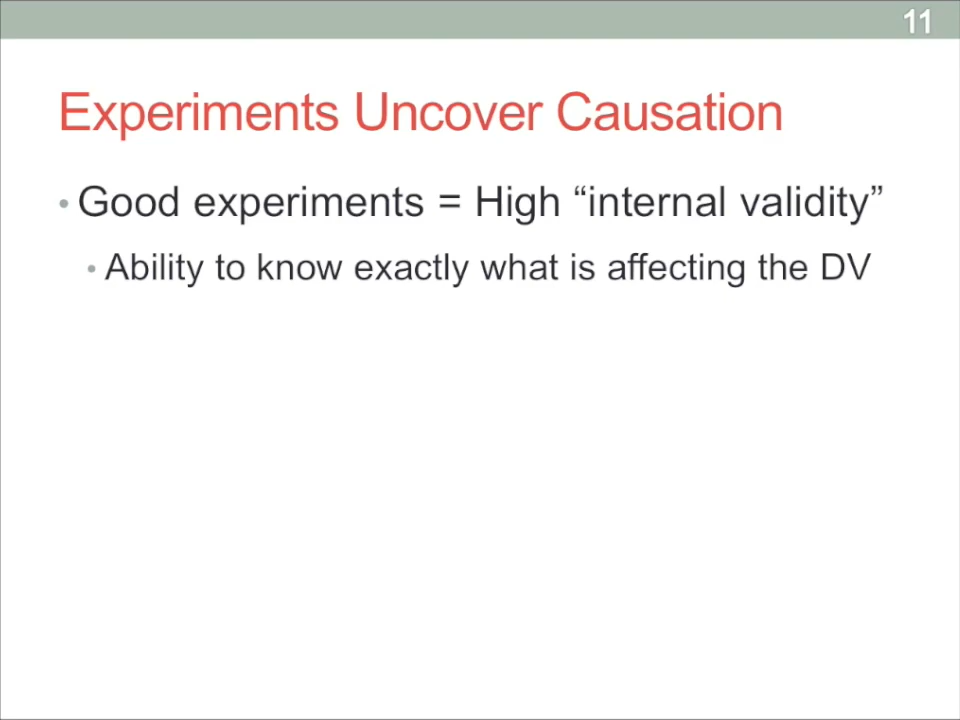 11
Experiments Uncover Causation
• Good experiments = High “internal validity”
• Ability to know exactly what is affecting the DV